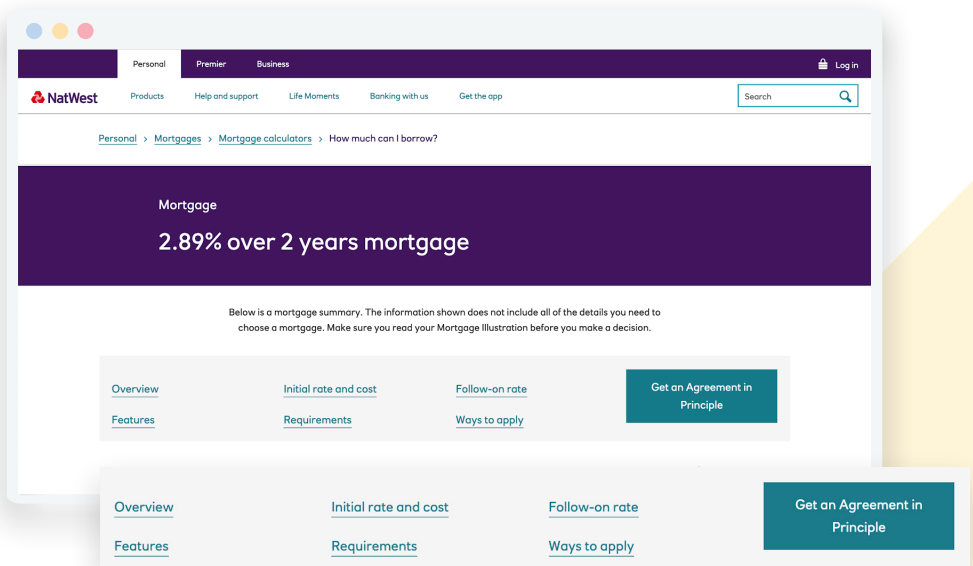 Personal Premier Business Log in
NatWest Products Help and support Life Moments Banking with us Get the app Search
Personal > Mortgages > Mortgage calculators > How much can I borrow?
Mortgage
2.89% over 2 years mortgage
Below is a mortgage summary. The information shown does not include all of the details you need to
choose a mortgage. Make sure you read your Mortgage Illustration before you make a decision.
Overview Initial rate and cost Follow-on rate Get an Agreement in
Principle
Features Requirements Ways to apply
Overview Initial rate and cost Follow-on rate Get an Agreement in
Principle
Features Requirements Ways to apply